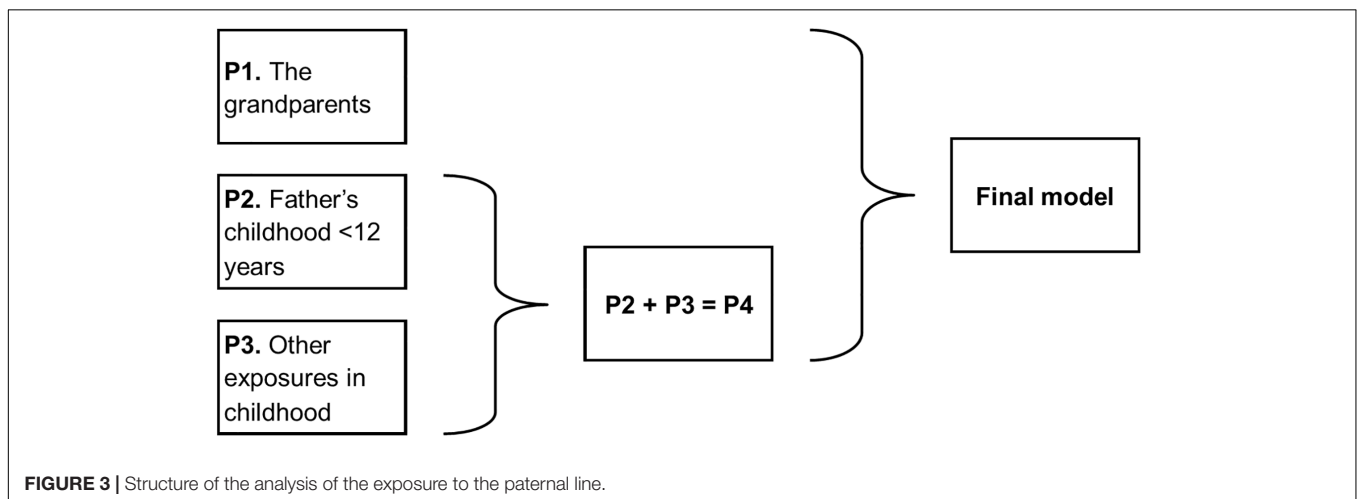 P1. The
grandparents
P2. Father's
childhood <12
years
P3. Other
exposures in
childhood
P2 + P3 = P4
Final model
FIGURE 3 | Structure of the analysis of the exposure to the paternal line.